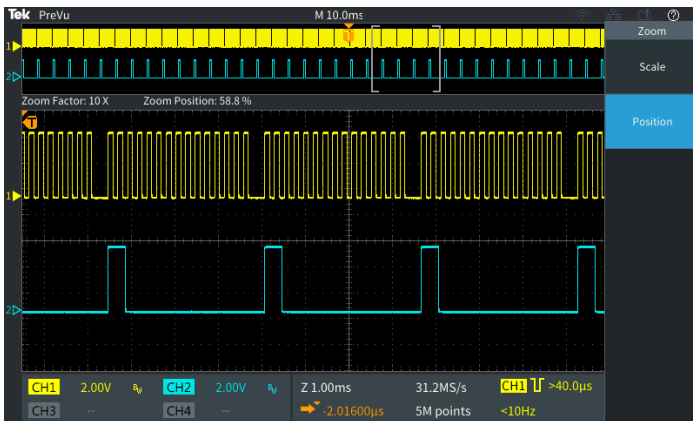 Tek PreVu M 10.0ms
Zoom
1
2
Scale
Zoom Factor: 10 X Zoom Position: 58.8 %
T
Position
1
2
CH1 2.00V BW CH2 2.00V BW Z 1.00ms 31.2MS/s CH1 >40.0µs
CH3 -- CH4 -- -2.01600µs 5M points <10Hz